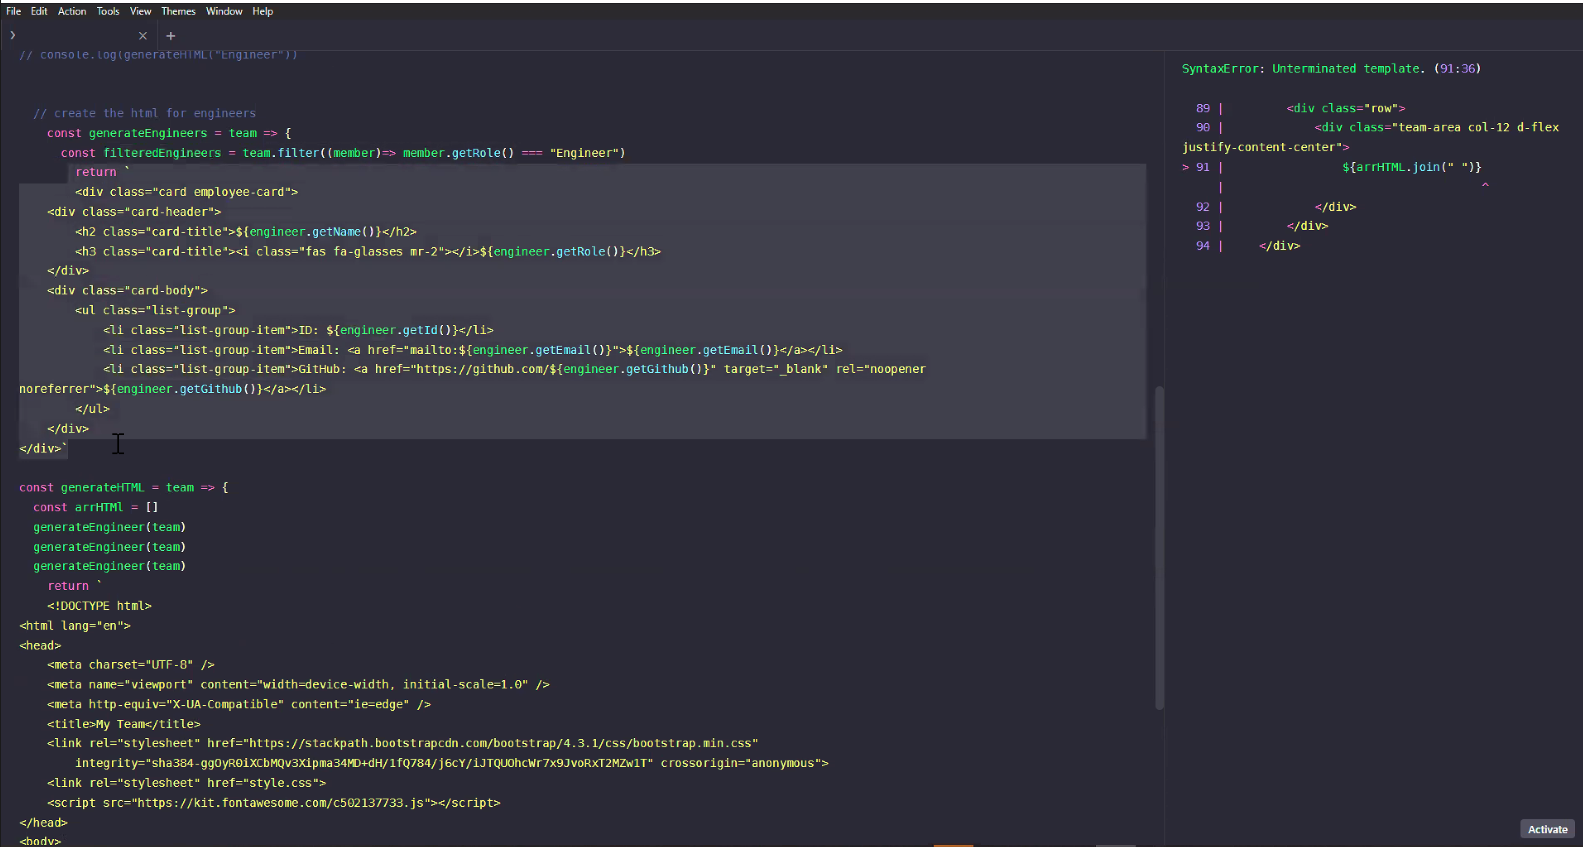 File Edit Action Tools View Themes Window Help
❯ × +
// console.log(generateHTML("Engineer"))
// create the html for engineers
const generateEngineers = team => {
const filteredEngineers = team.filter((member)=> member.getRole() === "Engineer")
return `
<div class="card employee-card">
<div class="card-header">
<h2 class="card-title">${engineer.getName()}</h2>
<h3 class="card-title"><i class="fas fa-glasses mr-2"></i>${engineer.getRole()}</h3>
</div>
<div class="card-body">
<ul class="list-group">
<li class="list-group-item">ID: ${engineer.getId()}</li>
<li class="list-group-item">Email: <a href="mailto:${engineer.getEmail()}">${engineer.getEmail()}</a></li>
<li class="list-group-item">GitHub: <a href="https://github.com/${engineer.getGithub()}" target="_blank" rel="noopener
noreferrer">${engineer.getGithub()}</a></li>
</ul>
</div>
</div>`
const generateHTML = team => {
const arrHTMl = []
generateEngineer(team)
generateEngineer(team)
generateEngineer(team)
return `
<!DOCTYPE html>
<html lang="en">
<head>
<meta charset="UTF-8" />
<meta name="viewport" content="width=device-width, initial-scale=1.0" />
<meta http-equiv="X-UA-Compatible" content="ie=edge" />
<title>My Team</title>
<link rel="stylesheet" href="https://stackpath.bootstrapcdn.com/bootstrap/4.3.1/css/bootstrap.min.css"
integrity="sha384-ggOyR0iXCbMQv3Xipma34MD+dH/1fQ784/j6cY/iJTQUOhcWr7x9JvoRxT2MZw1T" crossorigin="anonymous">
<link rel="stylesheet" href="style.css">
<script src="https://kit.fontawesome.com/c502137733.js"></script>
</head>
<body>
SyntaxError: Unterminated template. (91:36)
89 | <div class="row">
90 | <div class="team-area col-12 d-flex
justify-content-center">
> 91 | ${arrHTML.join(" ")}
| ^
92 | </div>
93 | </div>
94 | </div>
Activate